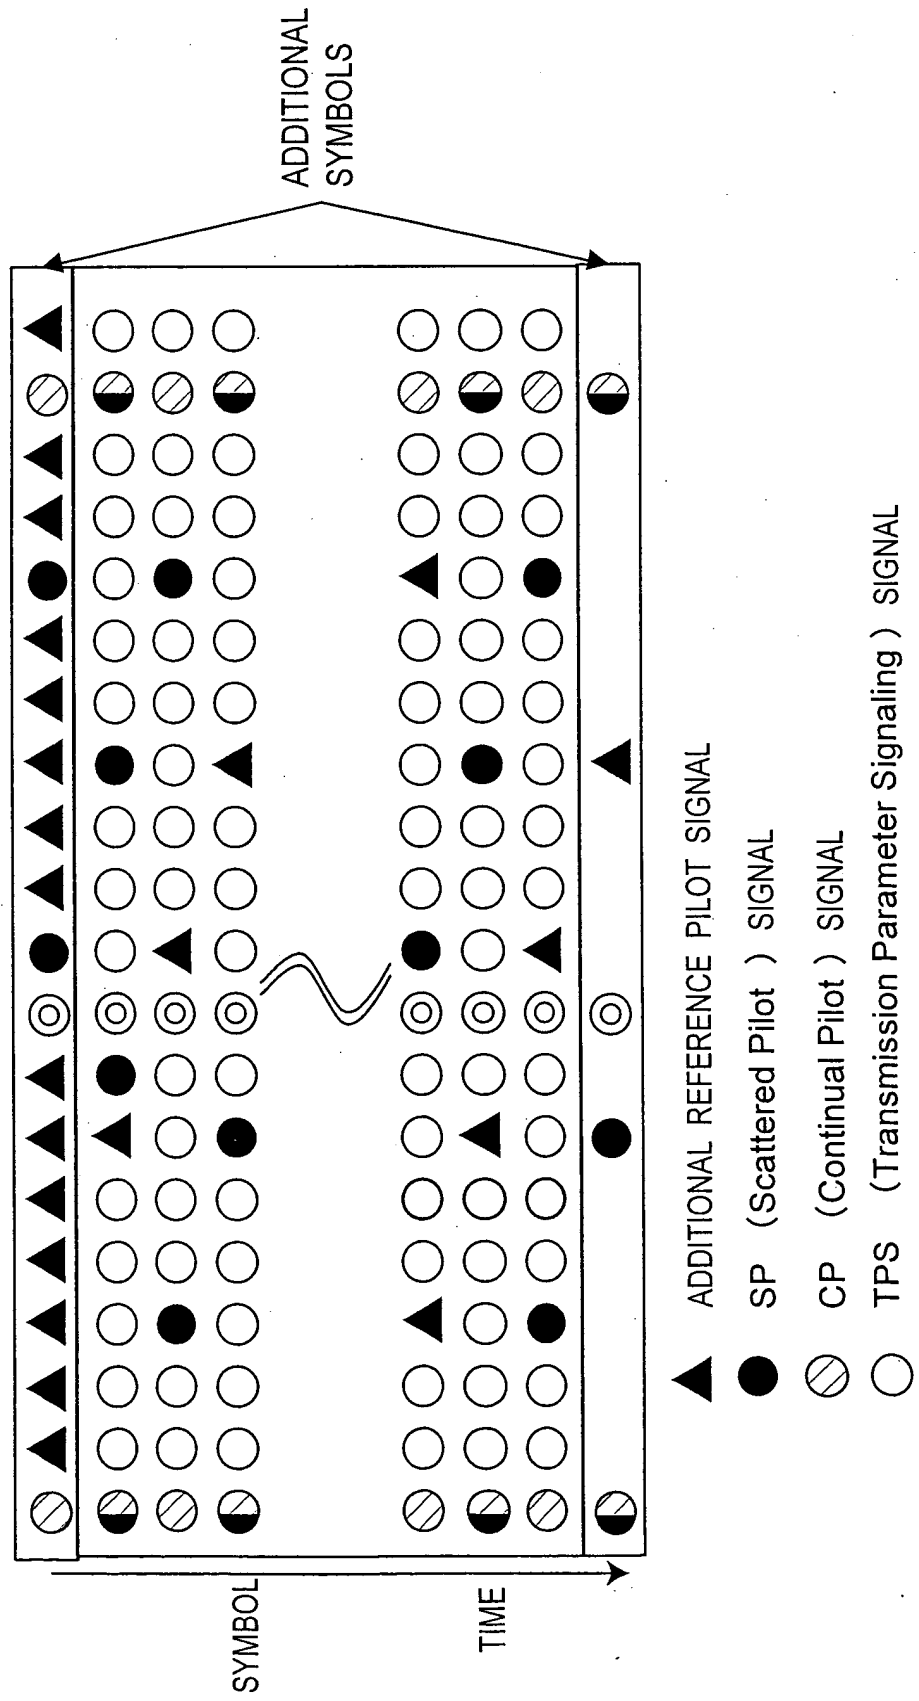 ADDITIONAL
SYMBOLS
SYMBOL
TIME
ADDITIONAL REFERENCE PILOT SIGNAL
SP (Scattered Pilot ) SIGNAL
CP (Continual Pilot ) SIGNAL
TPS (Transmission Parameter Signaling ) SIGNAL